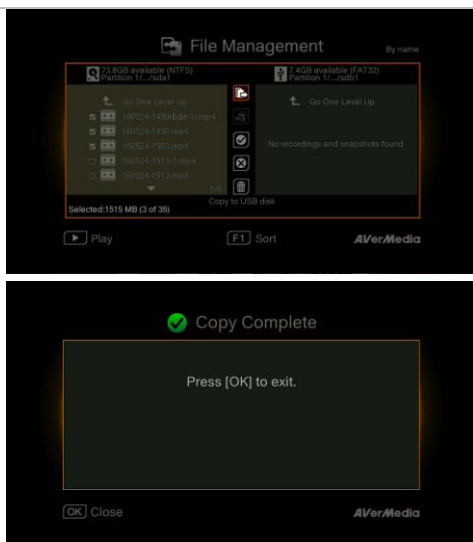 File Management
By name
73.8GB available (NTFS)
Partition 1/.../sda1
7.4GB available (FAT32)
Partition 1/.../sdb1
Go One Level Up
Go One Level Up
160524-1450(Edit-1).mp4
160524-1450.mp4
160524-1503.mp4
No recordings and snapshots found
160524-1513-1.mp4
160524-1513.mp4
Copy to USB disk
Selected:1515 MB (3 of 35)
Play
F1 Sort
AVerMedia
Copy Complete
Press [OK] to exit.
OK Close
AVerMedia